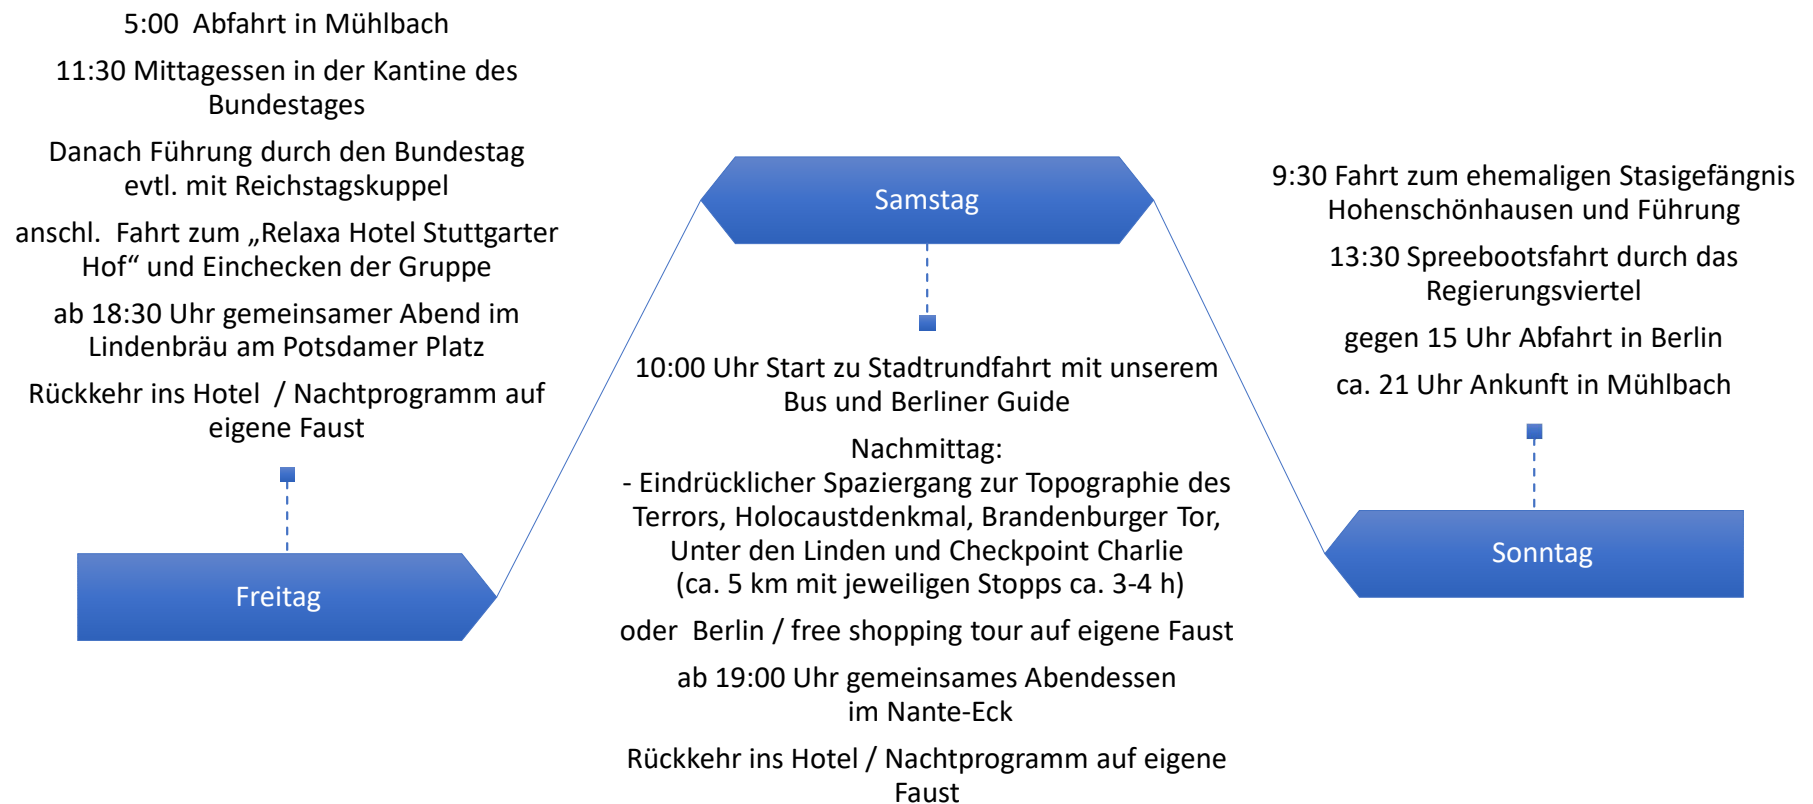 5:00  Abfahrt in Mühlbach
11:30 Mittagessen in der Kantine des
Bundestages
Danach Führung durch den Bundestag
evtl. mit Reichstagskuppel
anschl.  Fahrt zum „Relaxa Hotel Stuttgarter
Hof“ und Einchecken der Gruppe
ab 18:30 Uhr gemeinsamer Abend im
Lindenbräu am Potsdamer Platz
Rückkehr ins Hotel  / Nachtprogramm auf
eigene Faust
Freitag
Samstag
10:00 Uhr Start zu Stadtrundfahrt mit unserem
Bus und Berliner Guide
Nachmittag:
- Eindrücklicher Spaziergang zur Topographie des
Terrors, Holocaustdenkmal, Brandenburger Tor,
Unter den Linden und Checkpoint Charlie
(ca. 5 km mit jeweiligen Stopps ca. 3-4 h)
oder  Berlin / free shopping tour auf eigene Faust
ab 19:00 Uhr gemeinsames Abendessen
im Nante-Eck
Rückkehr ins Hotel / Nachtprogramm auf eigene
Faust
9:30 Fahrt zum ehemaligen Stasigefängnis
Hohenschönhausen und Führung
13:30 Spreebootsfahrt durch das
Regierungsviertel
gegen 15 Uhr Abfahrt in Berlin
ca. 21 Uhr Ankunft in Mühlbach
Sonntag